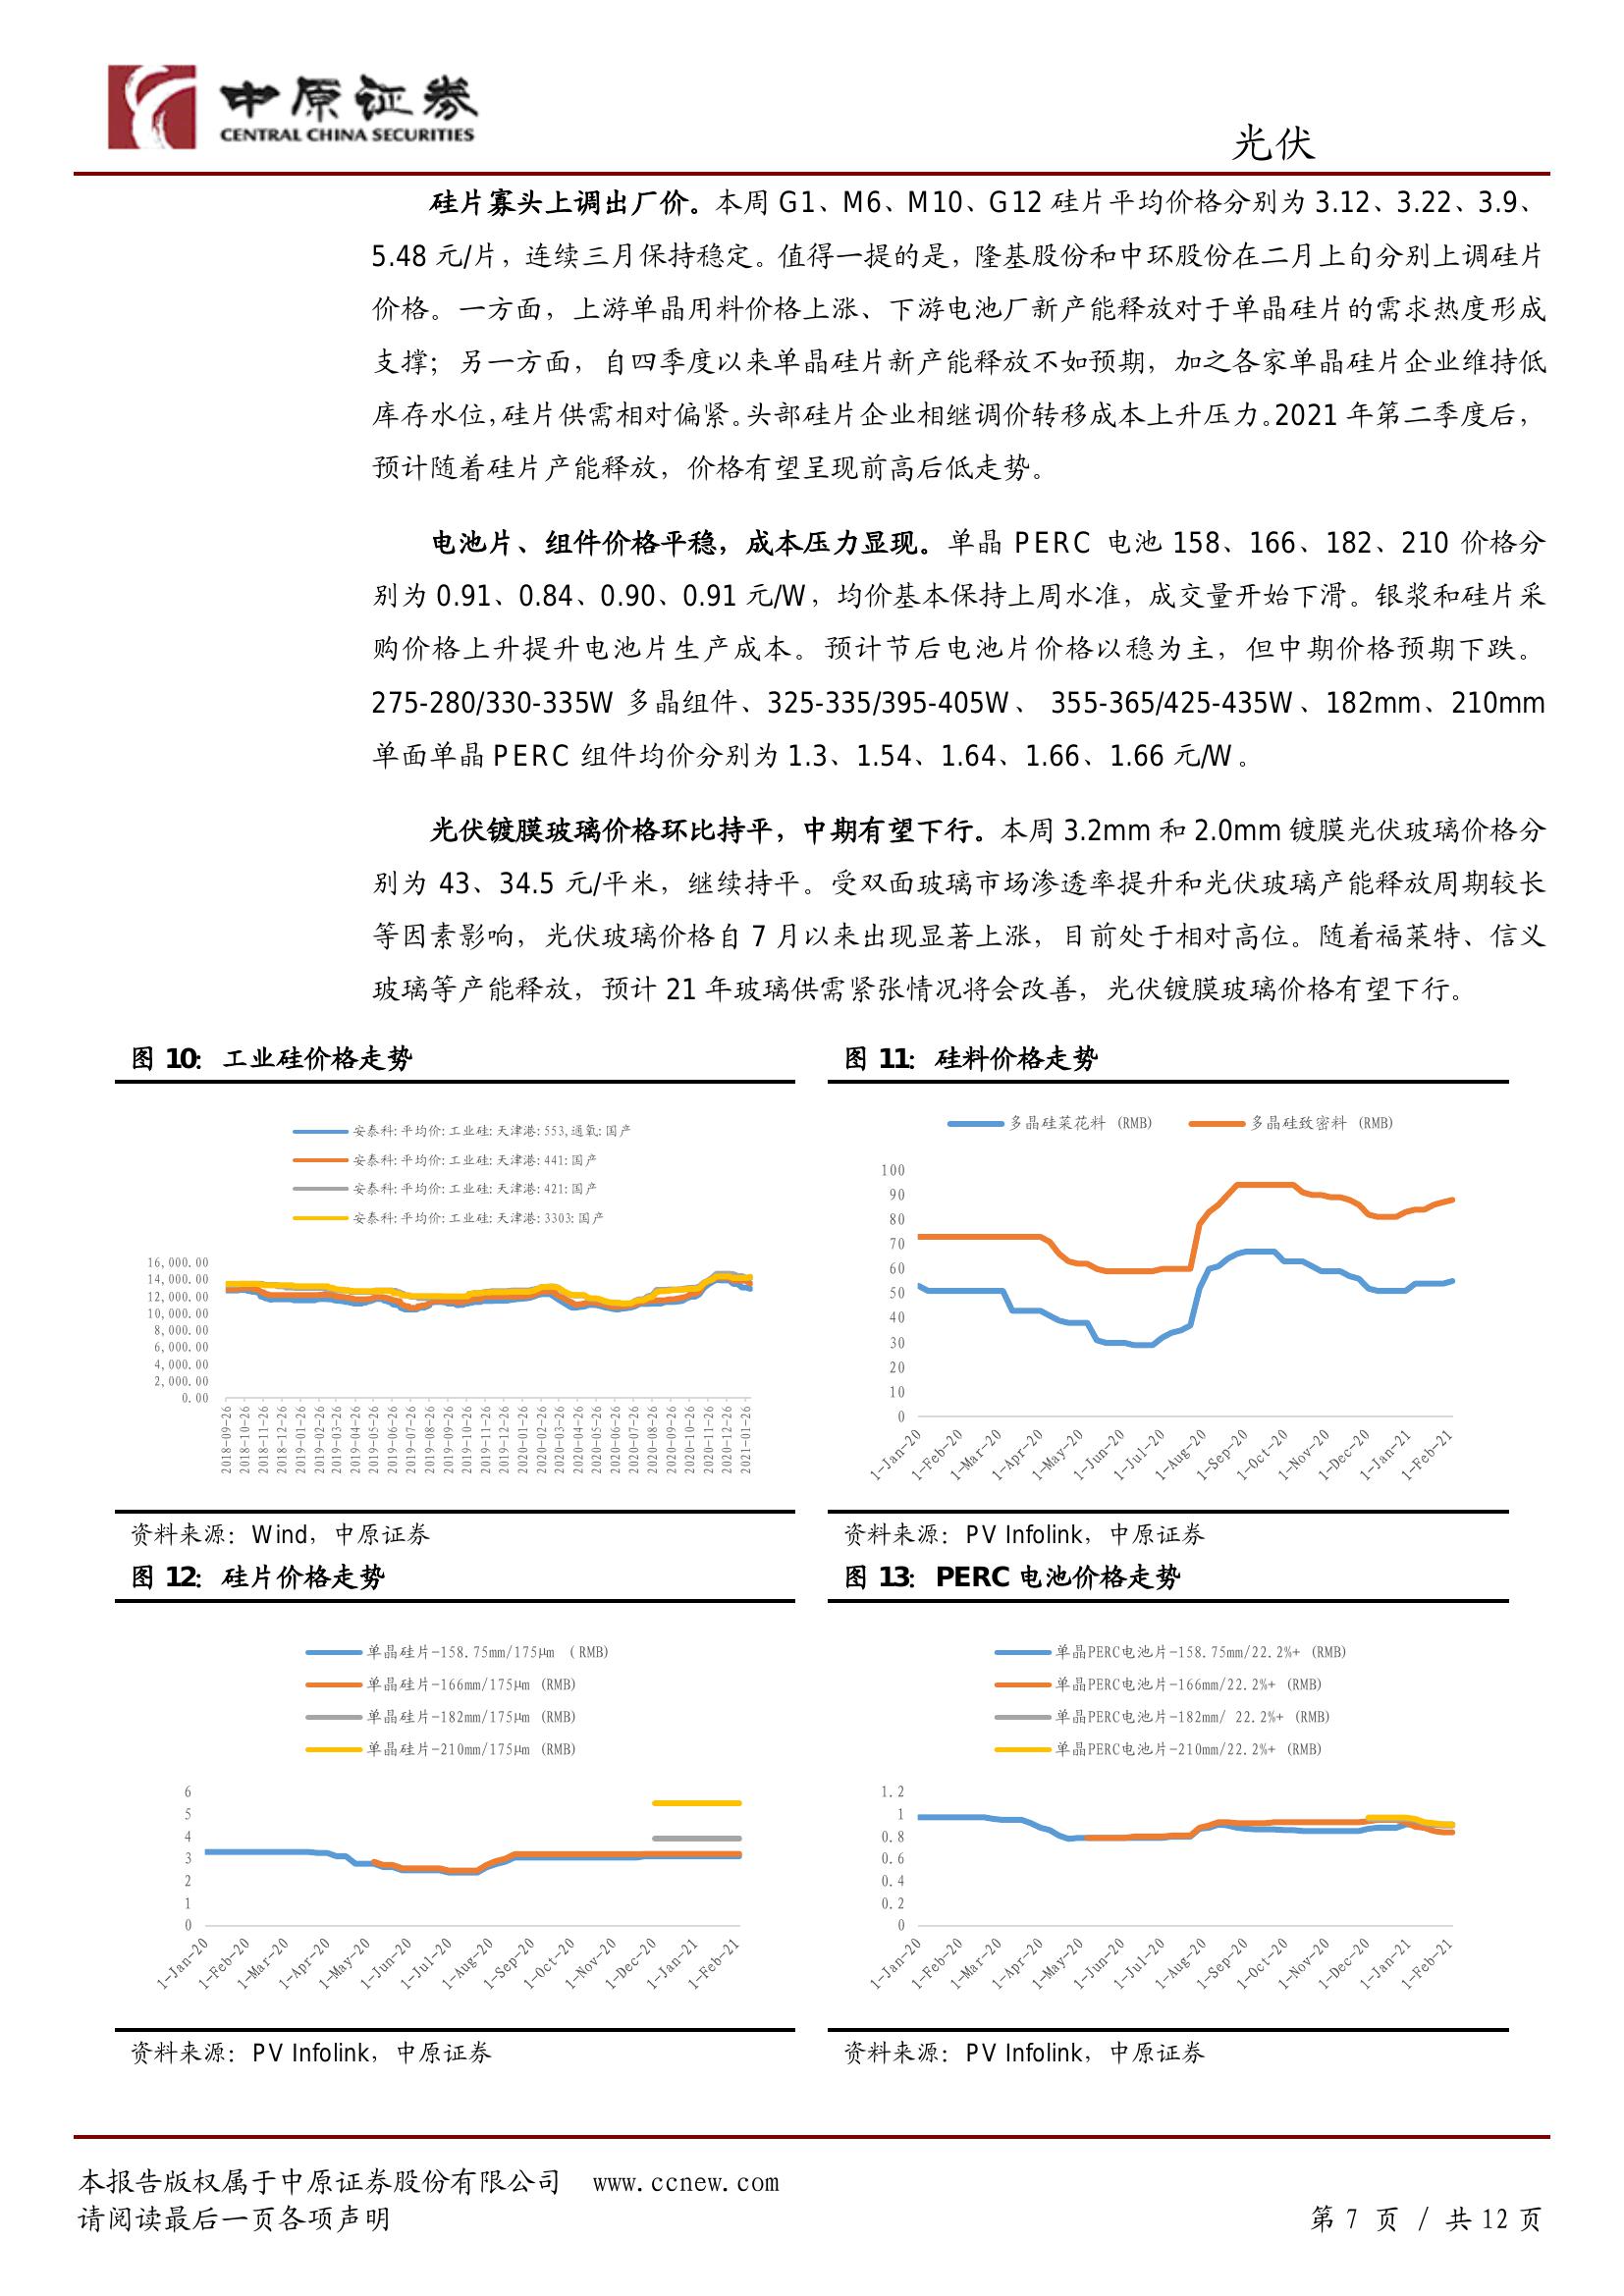 中原证券
CENTRAL CHINA SECURITIES
光伏
硅片寡头上调出厂价。本周 G1、M6、M10、G12 硅片平均价格分别为 3.12、3.22、3.9、
5.48 元/片，连续三月保持稳定。值得一提的是，隆基股份和中环股份在二月上旬分别上调硅片
价格。一方面，上游单晶用料价格上涨、下游电池厂新产能释放对于单晶硅片的需求热度形成
支撑；另一方面，自四季度以来单晶硅片新产能释放不如预期，加之各家单晶硅片企业维持低
库存水位，硅片供需相对偏紧。头部硅片企业相继调价转移成本上升压力。2021 年第二季度后，
预计随着硅片产能释放，价格有望呈现前高后低走势。
电池片、组件价格平稳，成本压力显现。单晶 PERC 电池 158、166、182、210 价格分
别为 0.91、0.84、0.90、0.91 元/W，均价基本保持上周水准，成交量开始下滑。银浆和硅片采
购价格上升提升电池片生产成本。预计节后电池片价格以稳为主，但中期价格预期下跌。
275-280/330-335W 多晶组件、325-335/395-405W、 355-365/425-435W、182mm、210mm
单面单晶 PERC 组件均价分别为 1.3、1.54、1.64、1.66、1.66 元/W。
光伏镀膜玻璃价格环比持平，中期有望下行。本周 3.2mm 和 2.0mm 镀膜光伏玻璃价格分
别为 43、34.5 元/平米，继续持平。受双面玻璃市场渗透率提升和光伏玻璃产能释放周期较长
等因素影响，光伏玻璃价格自 7 月以来出现显著上涨，目前处于相对高位。随着福莱特、信义
玻璃等产能释放，预计 21 年玻璃供需紧张情况将会改善，光伏镀膜玻璃价格有望下行。
图 10：工业硅价格走势
安泰科:平均价:工业硅:天津港:553,通氧:国产
安泰科:平均价:工业硅:天津港:441:国产
安泰科:平均价:工业硅:天津港:421:国产
安泰科:平均价:工业硅:天津港:3303:国产
16,000.00
14,000.00
12,000.00
10,000.00
8,000.00
6,000.00
4,000.00
2,000.00
0.00
2018-09-26
2018-10-26
2018-11-26
2018-12-26
2019-01-26
2019-02-26
2019-03-26
2019-04-26
2019-05-26
2019-06-26
2019-07-26
2019-08-26
2019-09-26
2019-10-26
2019-11-26
2019-12-26
2020-01-26
2020-02-26
2020-03-26
2020-04-26
2020-05-26
2020-06-26
2020-07-26
2020-08-26
2020-09-26
2020-10-26
2020-11-26
2020-12-26
2021-01-26
资料来源：Wind，中原证券
图 11：硅料价格走势
多晶硅菜花料 (RMB)
多晶硅致密料 (RMB)
100
90
80
70
60
50
40
30
20
10
0
1-Jan-20
1-Feb-20
1-Mar-20
1-Apr-20
1-May-20
1-Jun-20
1-Jul-20
1-Aug-20
1-Sep-20
1-Oct-20
1-Nov-20
1-Dec-20
1-Jan-21
1-Feb-21
资料来源：PV Infolink，中原证券
图 12：硅片价格走势
单晶硅片-158.75mm/175μm ( RMB)
单晶硅片-166mm/175μm (RMB)
单晶硅片-182mm/175μm (RMB)
单晶硅片-210mm/175μm (RMB)
6
5
4
3
2
1
0
1-Jan-20
1-Feb-20
1-Mar-20
1-Apr-20
1-May-20
1-Jun-20
1-Jul-20
1-Aug-20
1-Sep-20
1-Oct-20
1-Nov-20
1-Dec-20
1-Jan-21
1-Feb-21
资料来源：PV Infolink，中原证券
图 13：PERC 电池价格走势
单晶PERC电池片-158.75mm/22.2%+ (RMB)
单晶PERC电池片-166mm/22.2%+ (RMB)
单晶PERC电池片-182mm/ 22.2%+ (RMB)
单晶PERC电池片-210mm/22.2%+ (RMB)
1.2
1
0.8
0.6
0.4
0.2
0
1-Jan-20
1-Feb-20
1-Mar-20
1-Apr-20
1-May-20
1-Jun-20
1-Jul-20
1-Aug-20
1-Sep-20
1-Oct-20
1-Nov-20
1-Dec-20
1-Jan-21
1-Feb-21
资料来源：PV Infolink，中原证券
本报告版权属于中原证券股份有限公司 www.ccnew.com
请阅读最后一页各项声明
第 7 页 / 共 12 页